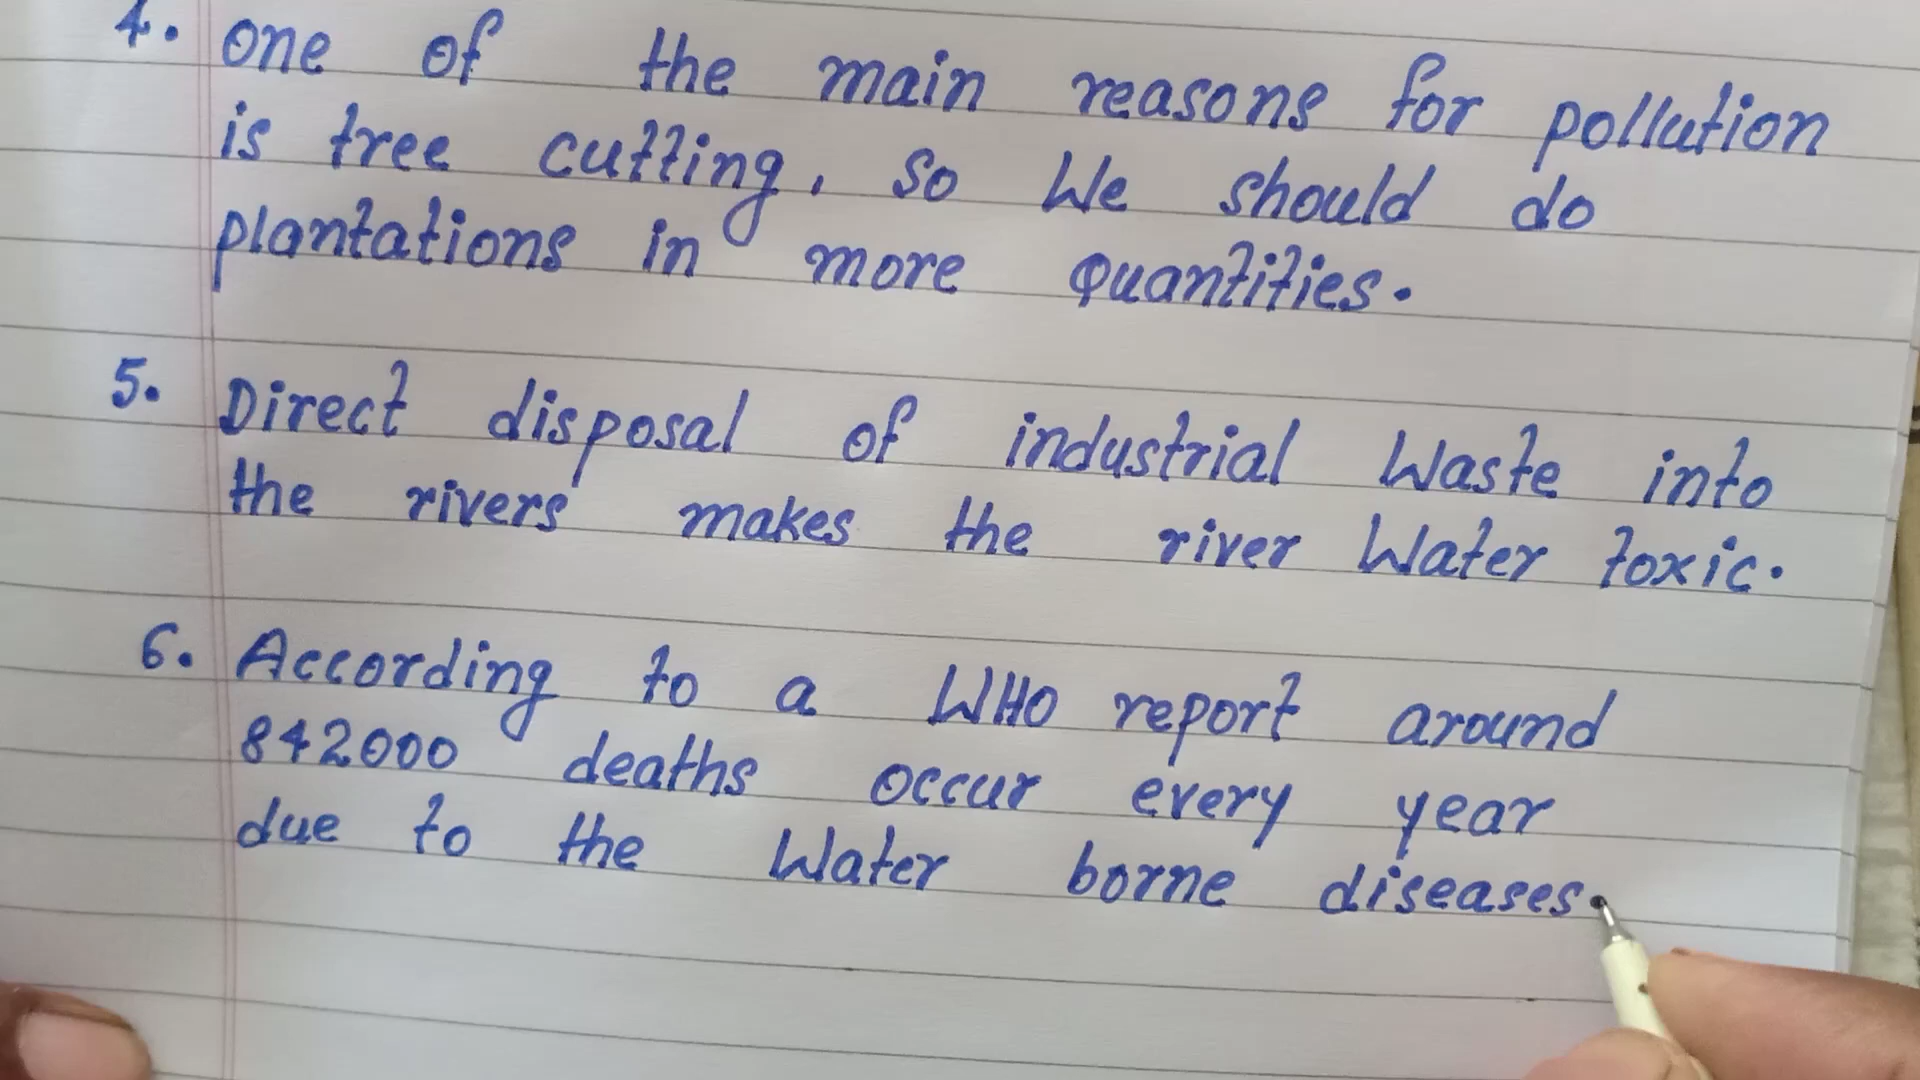 4. one of the main reasons for pollution
is tree cutting, so We should do
plantations in more Quantities.
5. Direct disposal of industrial Waste into
the rivers makes the river Water toxic.
6. According to a WHO report around
842000 deaths occur every year
due to the Water borne diseases.